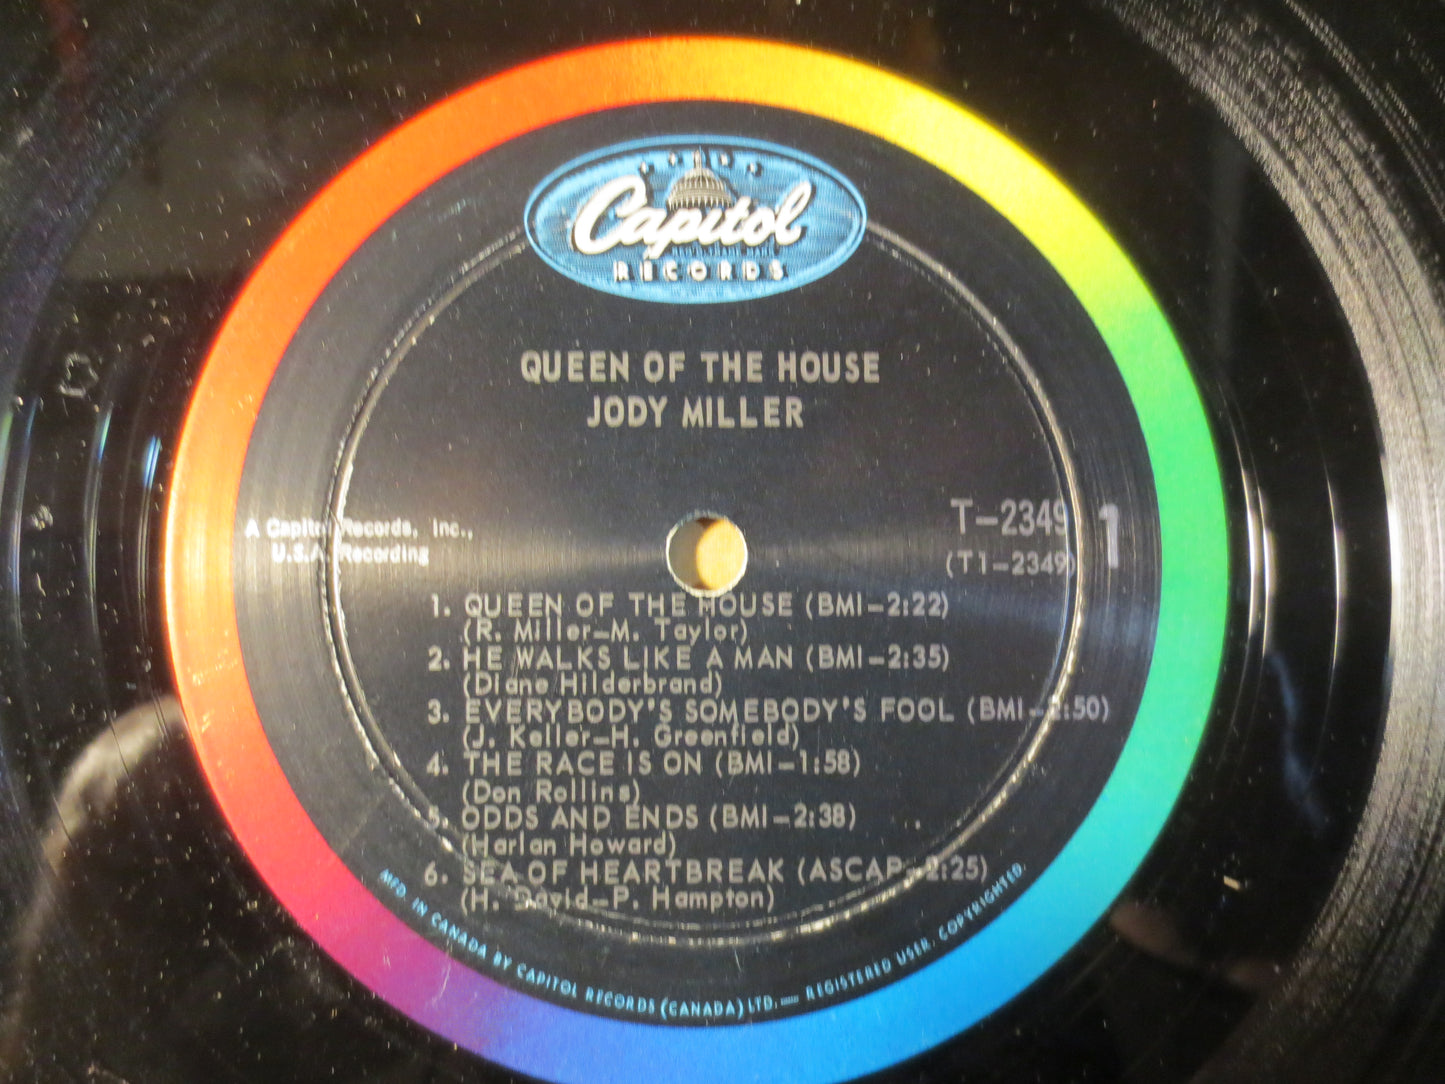 Capitol
RECORDS
QUEEN OF THE HOUSE
JODY MILLER
A Capitol Records, Inc.,
U.S.A. Recording
T-2349 1
(T1-2349)
1. QUEEN OF THE HOUSE (BMI-2:22)
(R. Miller-M. Taylor)
2. HE WALKS LIKE A MAN (BMI-2:35)
(Diane Hilderbrand)
3. EVERYBODY'S SOMEBODY'S FOOL (BMI-2:50)
(J. Keller-H. Greenfield)
4. THE RACE IS ON (BMI-1:58)
(Don Rollins)
5. ODDS AND ENDS (BMI-2:38)
(Harlan Howard)
6. SEA OF HEARTBREAK (ASCAP-2:25)
(H. David-P. Hampton)
MFD. IN CANADA BY CAPITOL RECORDS (CANADA) LTD. — REGISTERED USER. COPYRIGHTED.